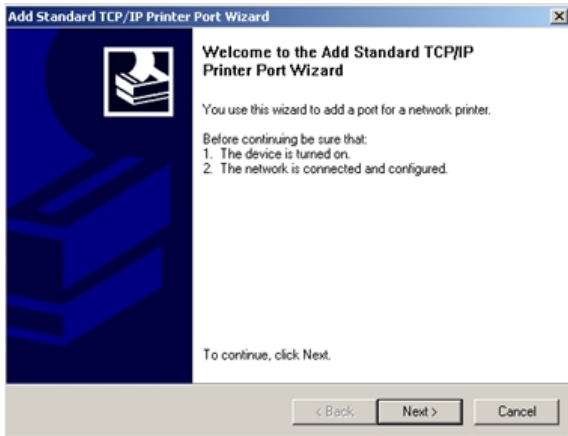 Add Standard TCP/IP Printer Port Wizard
Welcome to the Add Standard TCP/IP
Printer Port Wizard
You use this wizard to add a port for a network printer.
Before continuing be sure that:
1. The device is turned on.
2. The network is connected and configured.
To continue, click Next.
< Back
Next >
Cancel